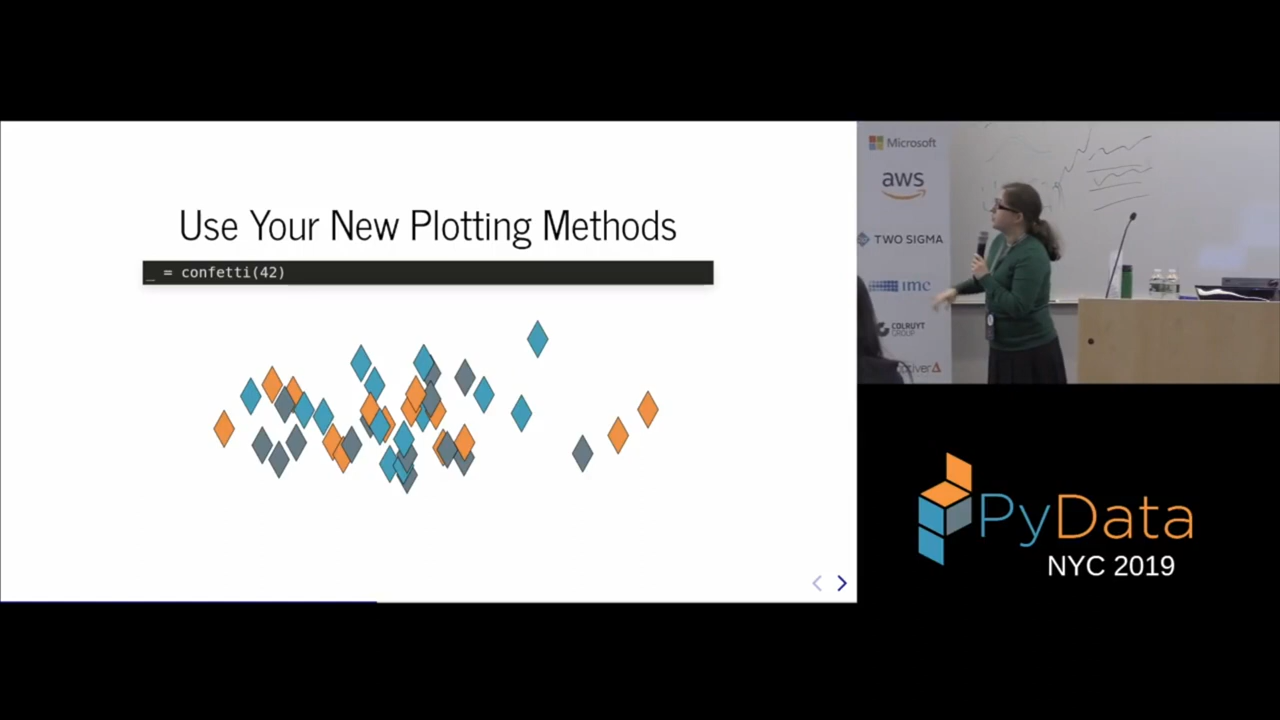 Use Your New Plotting Methods
_ = confetti(42)
Microsoft
aws
TWO SIGMA
imc
COLRUYT
GROUP
PyData
NYC 2019